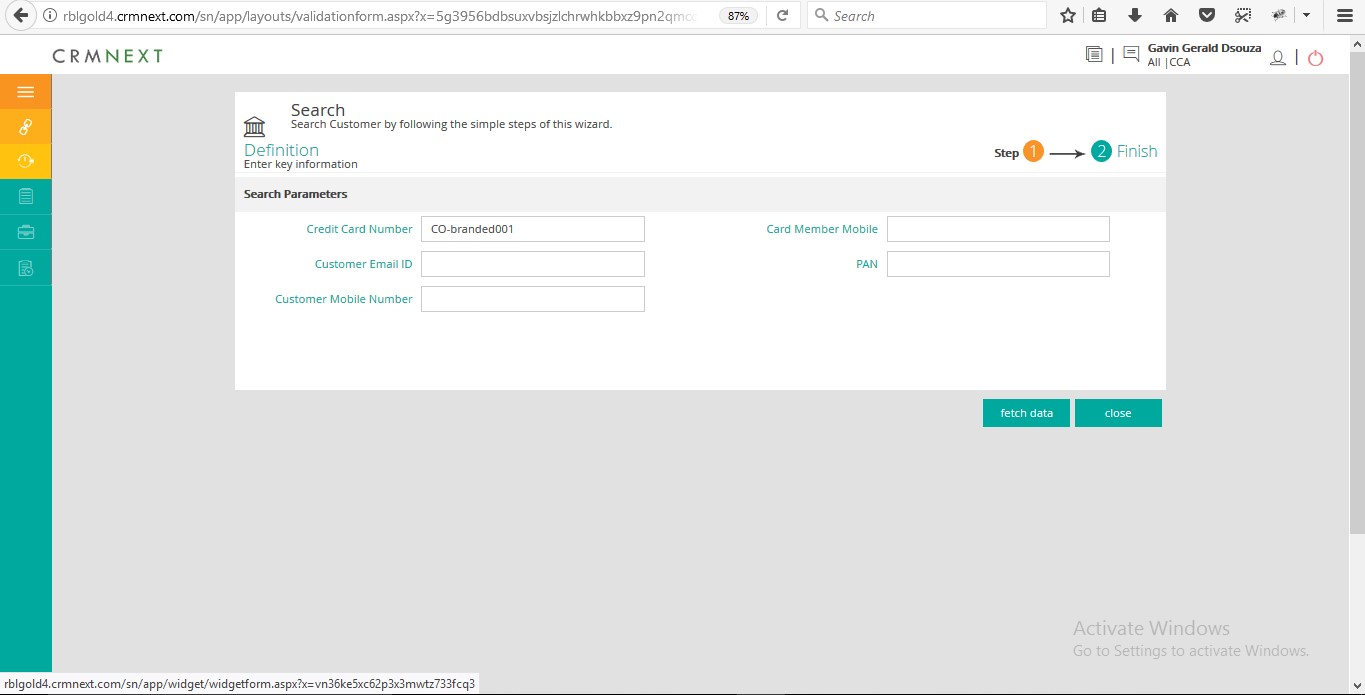 rblgold4.crmnext.com/sn/app/layouts/validationform.aspx?x=5g3956bdbsuxvbsjzlchrwhkbbxz9pn2qmc
87%
Search
CRMNEXT
Gavin Gerald Dsouza
All |CCA
Search
Search Customer by following the simple steps of this wizard.
Definition
Enter key information
Step 1 2 Finish
Search Parameters
Credit Card Number CO-branded001 Card Member Mobile
Customer Email ID PAN
Customer Mobile Number
fetch data close
Activate Windows
Go to Settings to activate Windows.
rblgold4.crmnext.com/sn/app/widget/widgetform.aspx?x=vn36ke5xc62p3x3mwtz733fcq3